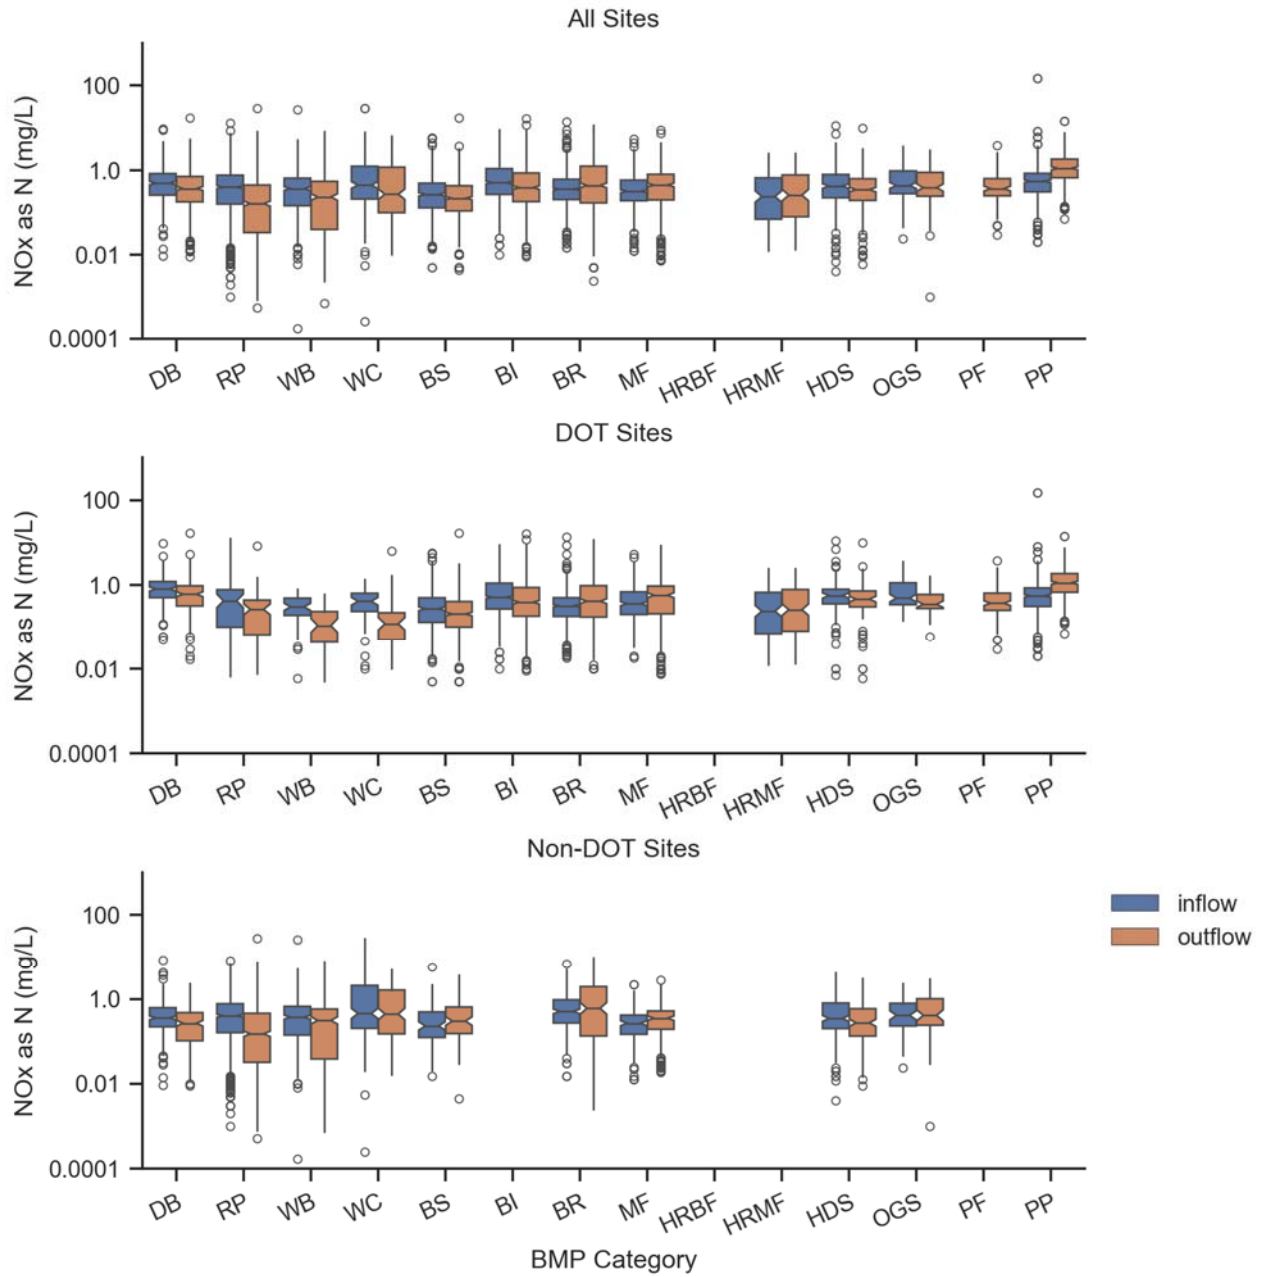 All Sites
NOx as N (mg/L)
100
1.0
0.01
0.0001
DB RP WB WC BS BI BR MF HRBF HRMF HDS OGS PF PP
DOT Sites
NOx as N (mg/L)
100
1.0
0.01
0.0001
DB RP WB WC BS BI BR MF HRBF HRMF HDS OGS PF PP
Non-DOT Sites
NOx as N (mg/L)
100
1.0
0.01
0.0001
DB RP WB WC BS BI BR MF HRBF HRMF HDS OGS PF PP
BMP Category
inflow
outflow